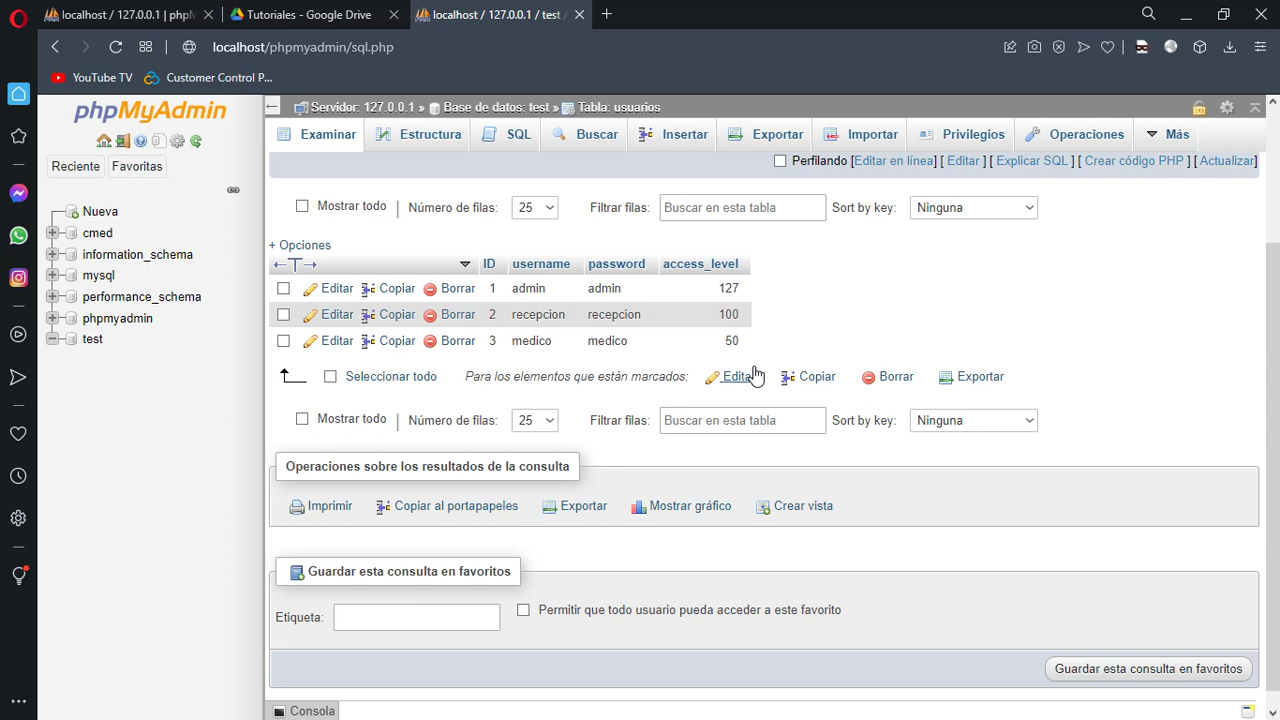 localhost / 127.0.0.1 | phpM
Tutoriales - Google Drive
localhost / 127.0.0.1 / test /
localhost/phpmyadmin/sql.php
YouTube TV
Customer Control P...
phpMyAdmin
Reciente
Favoritas
Nueva
cmed
information_schema
mysql
performance_schema
phpmyadmin
test
Servidor: 127.0.0.1 » Base de datos: test » Tabla: usuarios
Examinar Estructura SQL Buscar Insertar Exportar Importar Privilegios Operaciones Más
Perfilando [Editar en línea] [ Editar ] [ Explicar SQL ] [ Crear código PHP ] [ Actualizar]
Mostrar todo | Número de filas: 25 Filtrar filas: Buscar en esta tabla Sort by key: Ninguna
+ Opciones
ID username password access_level
Editar Copiar Borrar 1 admin admin 127
Editar Copiar Borrar 2 recepcion recepcion 100
Editar Copiar Borrar 3 medico medico 50
Seleccionar todo Para los elementos que están marcados: Edita Copiar Borrar Exportar
Mostrar todo | Número de filas: 25 Filtrar filas: Buscar en esta tabla Sort by key: Ninguna
Operaciones sobre los resultados de la consulta
Imprimir Copiar al portapapeles Exportar Mostrar gráfico Crear vista
Guardar esta consulta en favoritos
Etiqueta: Permitir que todo usuario pueda acceder a este favorito
Guardar esta consulta en favoritos
Consola